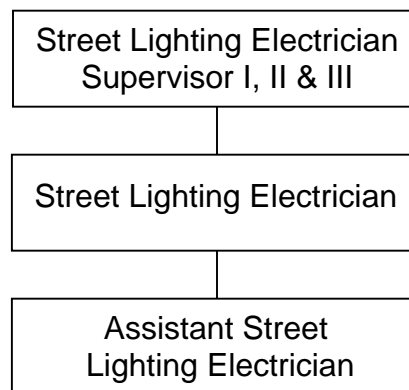 Street Lighting Electrician
Supervisor I, II & III
Street Lighting Electrician
Assistant Street
Lighting Electrician